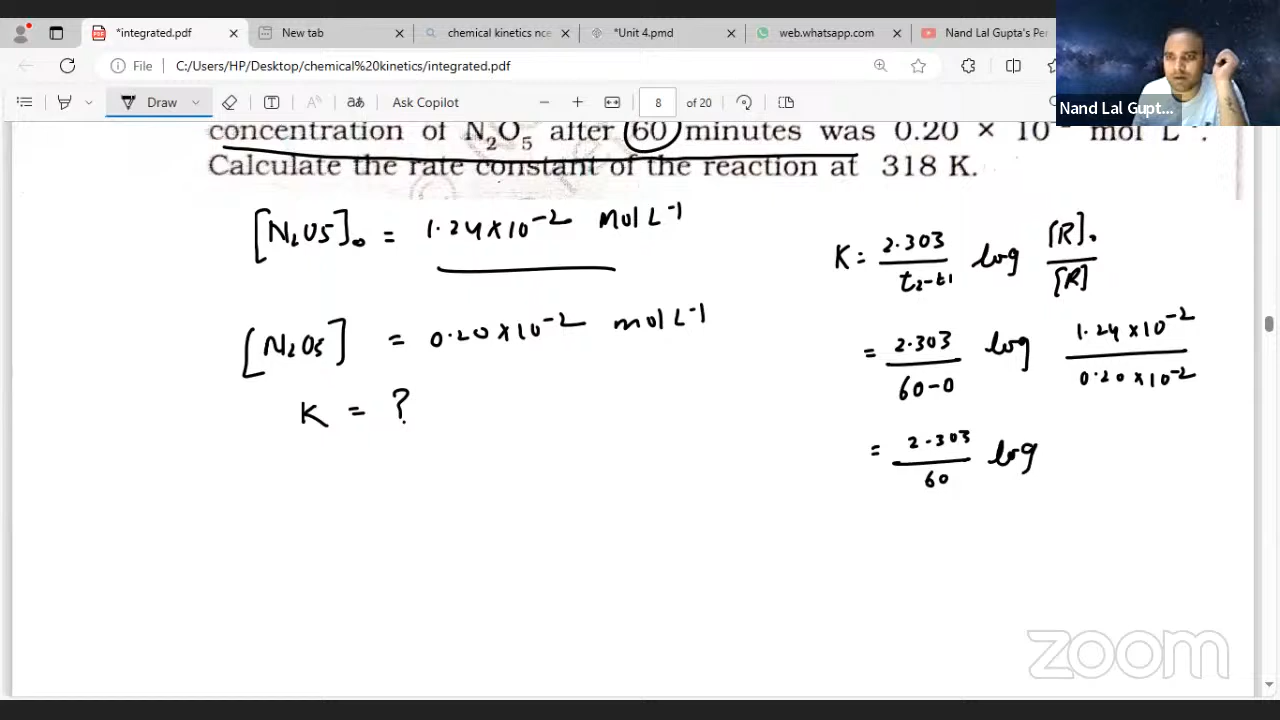 *integrated.pdf
New tab
chemical kinetics nce
*Unit 4.pmd
web.whatsapp.com
Nand Lal Gupta's Per
File C:/Users/HP/Desktop/chemical%20kinetics/integrated.pdf
Draw
Ask Copilot
8 of 20
Nand Lal Gupt...
concentration of N₂O₅ after 60 minutes was 0.20 × 10 mol L
Calculate the rate constant of the reaction at 318 K.
[N₂O5]₀ = 1.24×10⁻² mol L⁻¹
[N₂O5] = 0.20×10⁻² mol L⁻¹
K = ?
K = 2.303 / t₂-t₁ log [R]₀ / [R]
= 2.303 / 60-0 log 1.24×10⁻² / 0.20×10⁻²
= 2.303 / 60 log
zoom